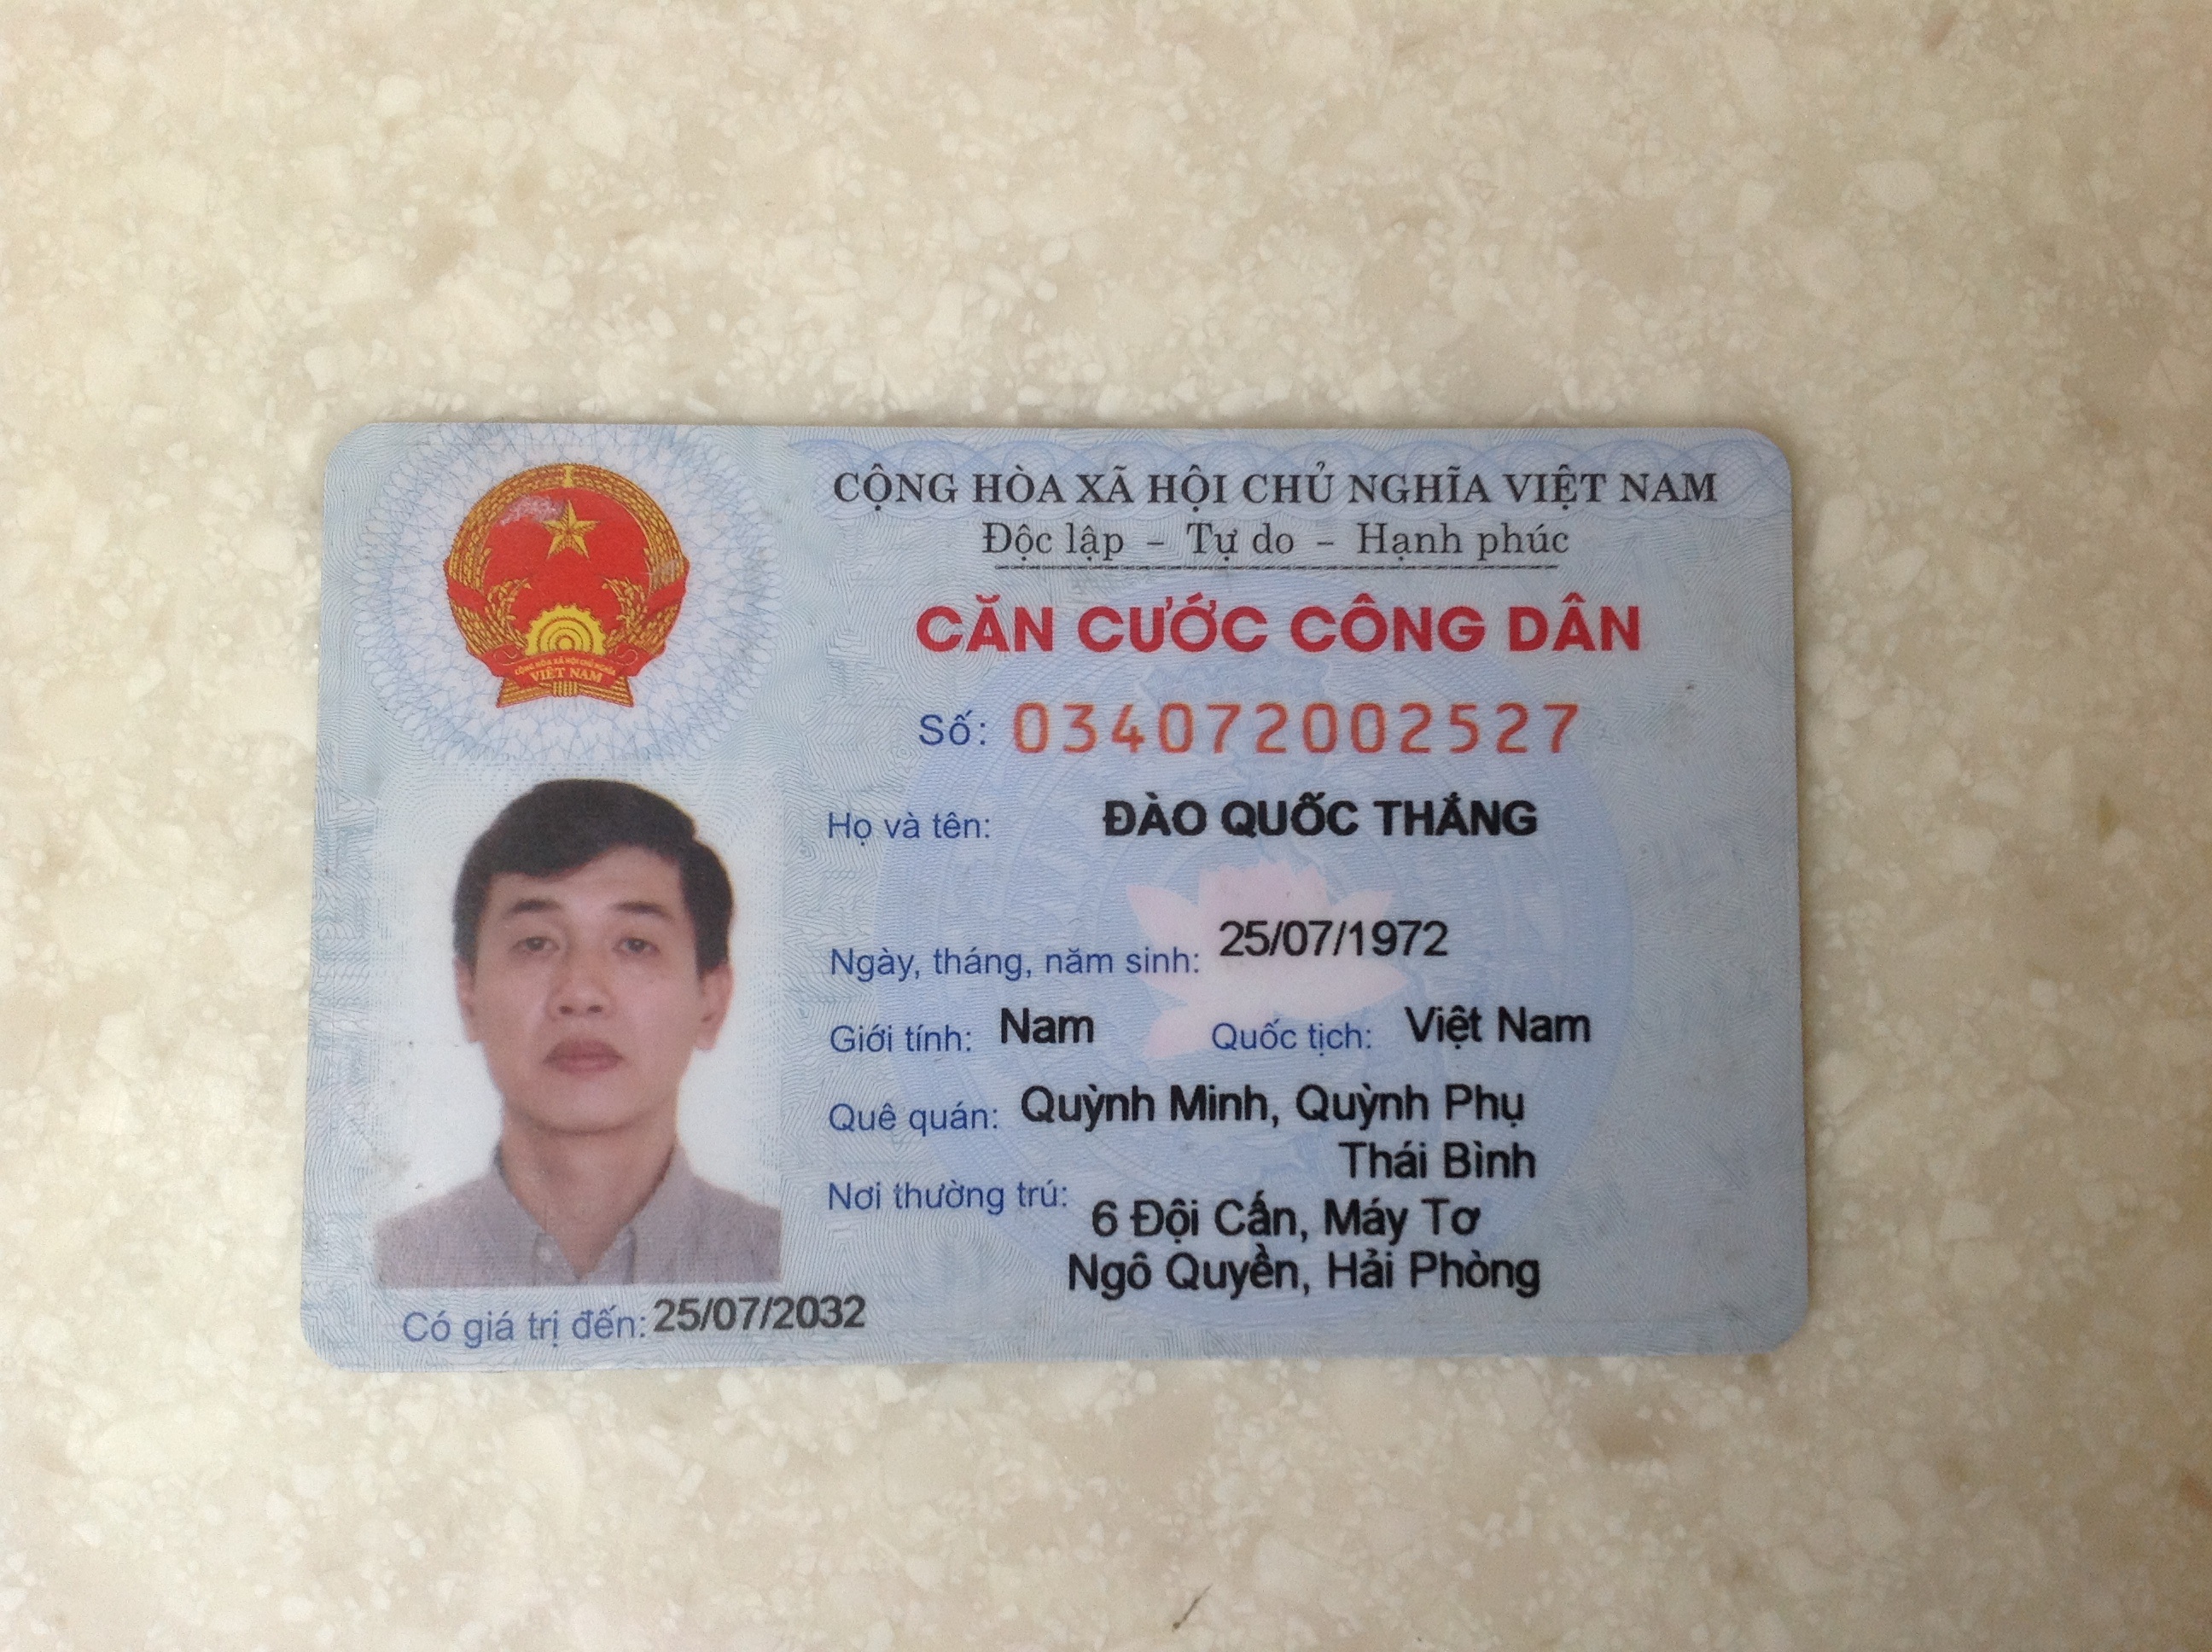 CỘNG HÒA XÃ HỘI CHỦ NGHĨA VIỆT NAM
Độc lập - Tự do - Hạnh phúc
CĂN CƯỚC CÔNG DÂN
Số: 034072002527
Họ và tên: ĐÀO QUỐC THẮNG
Ngày, tháng, năm sinh: 25/07/1972
Giới tính: Nam Quốc tịch: Việt Nam
Quê quán: Quỳnh Minh, Quỳnh Phụ
Thái Bình
Nơi thường trú: 6 Đội Cấn, Máy Tơ
Ngô Quyền, Hải Phòng
CỘNG HÒA XÃ HỘI CHỦ NGHĨA
VIỆT NAM
Có giá trị đến: 25/07/2032